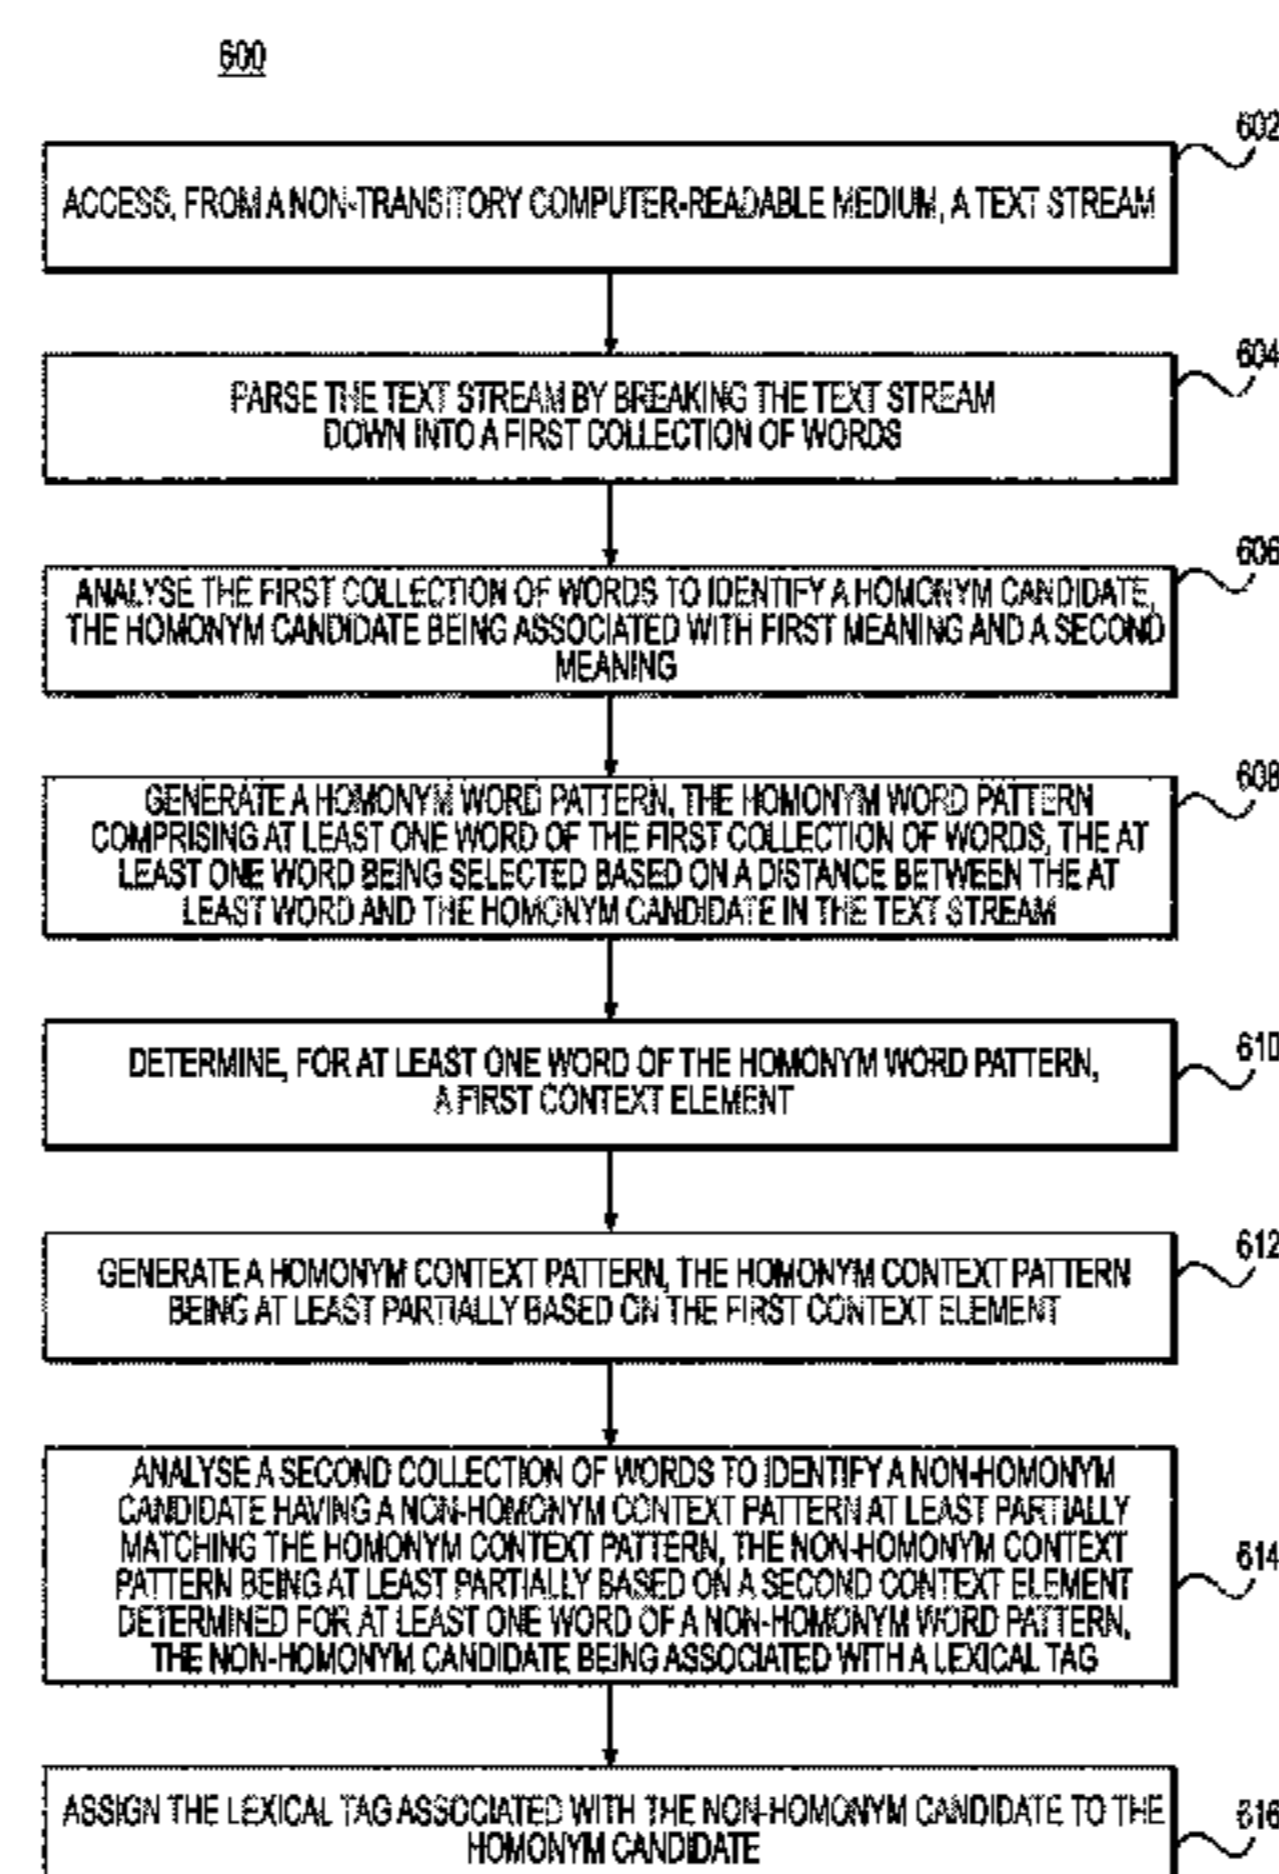 600
602
ACCESS, FROM A NON-TRANSITORY COMPUTER-READABLE MEDIUM, A TEXT STREAM
604
PARSE THE TEXT STREAM BY BREAKING THE TEXT STREAM
DOWN INTO A FIRST COLLECTION OF WORDS
606
ANALYSE THE FIRST COLLECTION OF WORDS TO IDENTIFY A HOMONYM CANDIDATE,
THE HOMONYM CANDIDATE BEING ASSOCIATED WITH FIRST MEANING AND A SECOND
MEANING
608
GENERATE A HOMONYM WORD PATTERN, THE HOMONYM WORD PATTERN
COMPRISING AT LEAST ONE WORD OF THE FIRST COLLECTION OF WORDS, THE AT
LEAST ONE WORD BEING SELECTED BASED ON A DISTANCE BETWEEN THE AT
LEAST WORD AND THE HOMONYM CANDIDATE IN THE TEXT STREAM
610
DETERMINE, FOR AT LEAST ONE WORD OF THE HOMONYM WORD PATTERN,
A FIRST CONTEXT ELEMENT
612
GENERATE A HOMONYM CONTEXT PATTERN, THE HOMONYM CONTEXT PATTERN
BEING AT LEAST PARTIALLY BASED ON THE FIRST CONTEXT ELEMENT
614
ANALYSE A SECOND COLLECTION OF WORDS TO IDENTIFY A NON-HOMONYM
CANDIDATE HAVING A NON-HOMONYM CONTEXT PATTERN AT LEAST PARTIALLY
MATCHING THE HOMONYM CONTEXT PATTERN, THE NON-HOMONYM CONTEXT
PATTERN BEING AT LEAST PARTIALLY BASED ON A SECOND CONTEXT ELEMENT
DETERMINED FOR AT LEAST ONE WORD OF A NON-HOMONYM WORD PATTERN,
THE NON-HOMONYM CANDIDATE BEING ASSOCIATED WITH A LEXICAL TAG
616
ASSIGN THE LEXICAL TAG ASSOCIATED WITH THE NON-HOMONYM CANDIDATE TO THE
HOMONYM CANDIDATE